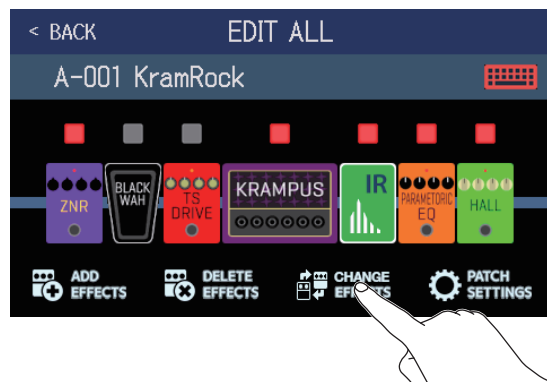 < BACK
EDIT ALL
A-001 KramRock
ZNR
BLACK
WAH
TS
DRIVE
KRAMPUS
IR
PARAMETORIC
EQ
HALL
ADD
EFFECTS
DELETE
EFFECTS
CHANGE
EFFECTS
PATCH
SETTINGS